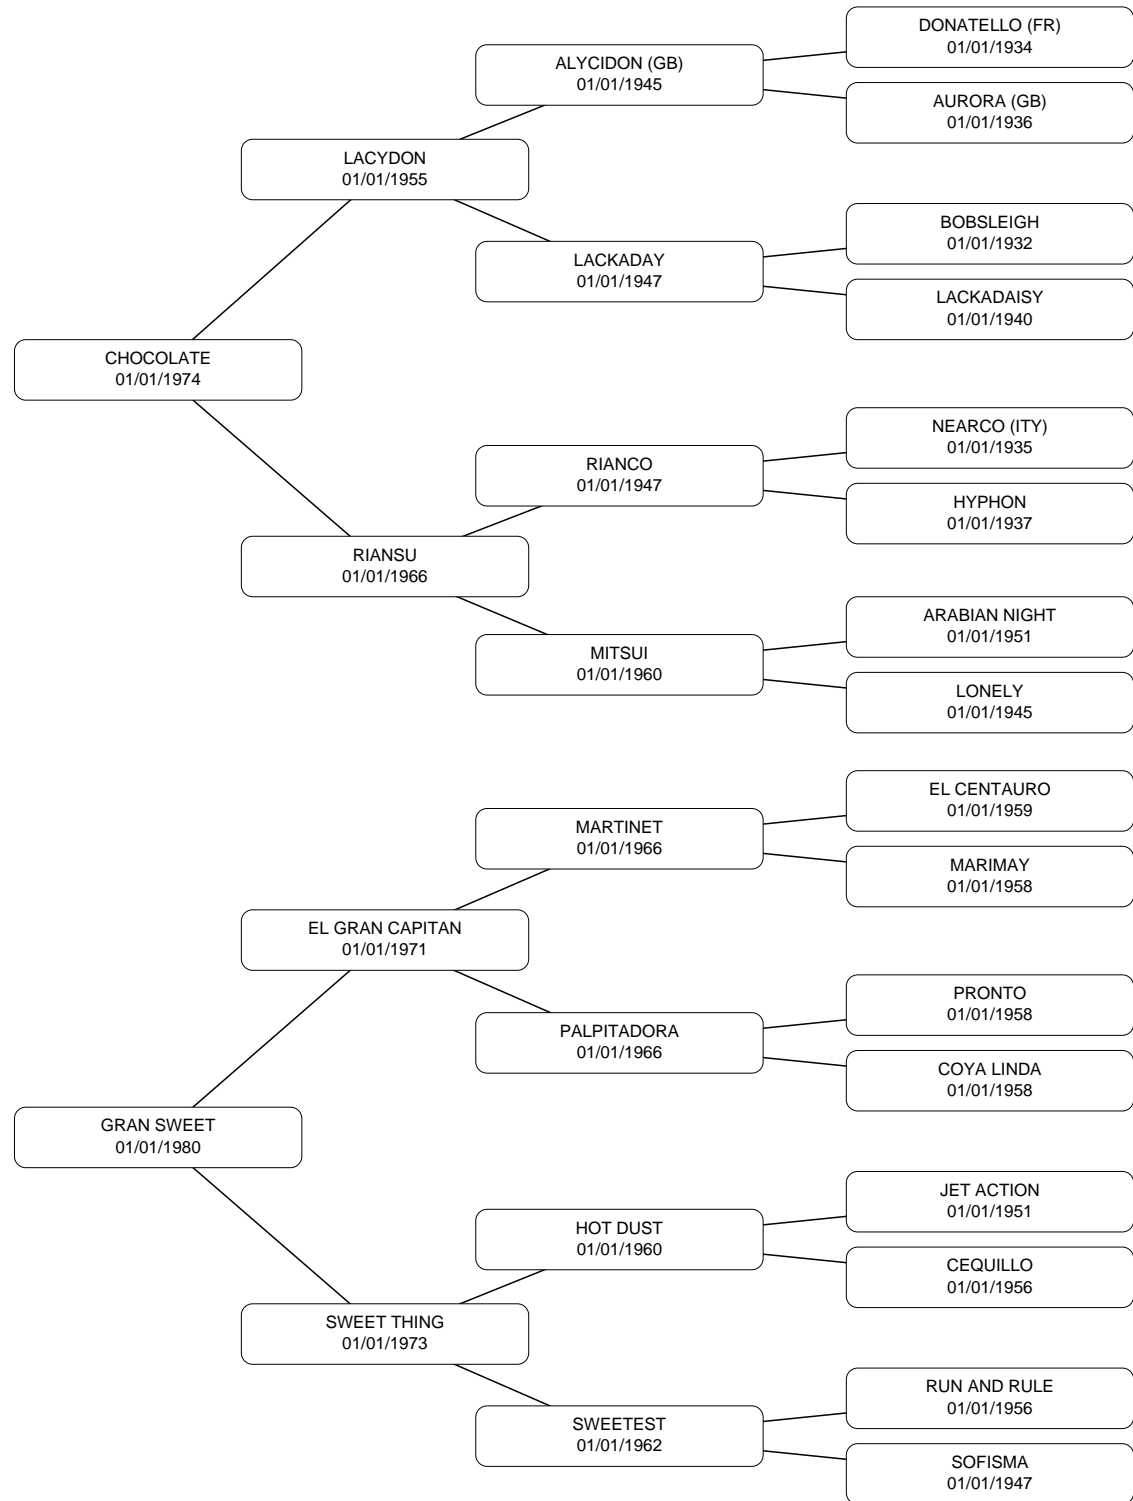 DONATELLO (FR)
01/01/1934
ALYCIDON (GB)
01/01/1945
AURORA (GB)
01/01/1936
LACYDON
01/01/1955
BOBSLEIGH
01/01/1932
LACKADAY
01/01/1947
LACKADAISY
01/01/1940
CHOCOLATE
01/01/1974
NEARCO (ITY)
01/01/1935
RIANCO
01/01/1947
HYPHON
01/01/1937
RIANSU
01/01/1966
ARABIAN NIGHT
01/01/1951
MITSUI
01/01/1960
LONELY
01/01/1945
EL CENTAURO
01/01/1959
MARTINET
01/01/1966
MARIMAY
01/01/1958
EL GRAN CAPITAN
01/01/1971
PRONTO
01/01/1958
PALPITADORA
01/01/1966
COYA LINDA
01/01/1958
GRAN SWEET
01/01/1980
JET ACTION
01/01/1951
HOT DUST
01/01/1960
CEQUILLO
01/01/1956
SWEET THING
01/01/1973
RUN AND RULE
01/01/1956
SWEETEST
01/01/1962
SOFISMA
01/01/1947